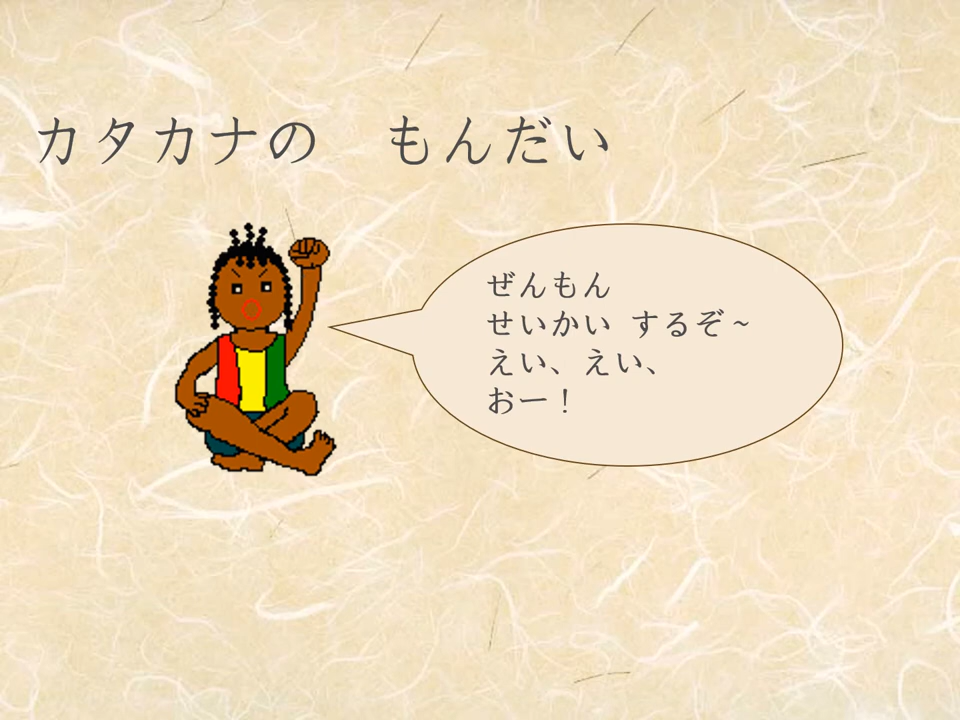 カタカナの　もんだい
ぜんもん
せいかい するぞ～
えい、えい、
おー！